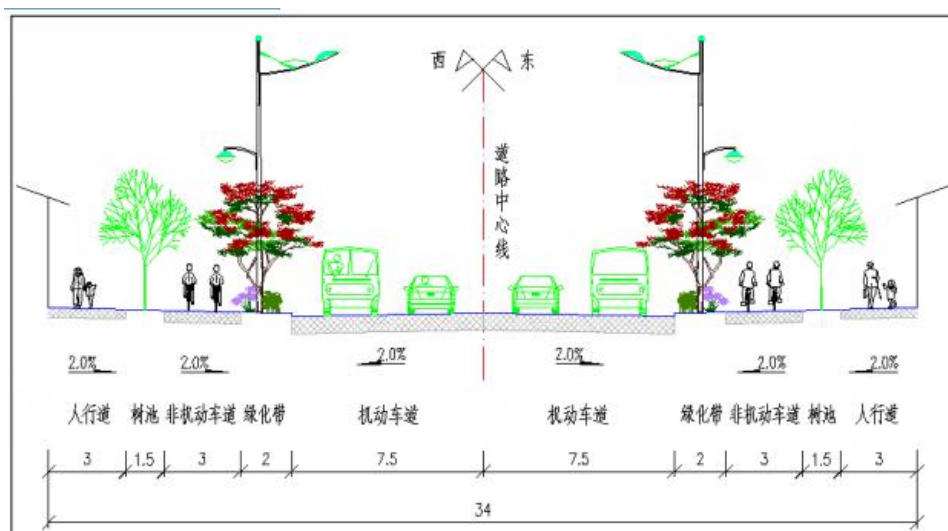 西 东
道路中心线
2.0% 2.0% 2.0% 2.0% 2.0% 2.0%
人行道 树池 非机动车道 绿化带 机动车道 机动车道 绿化带 非机动车道 树池 人行道
3 1.5 3 2 7.5 7.5 2 3 1.5 3
34